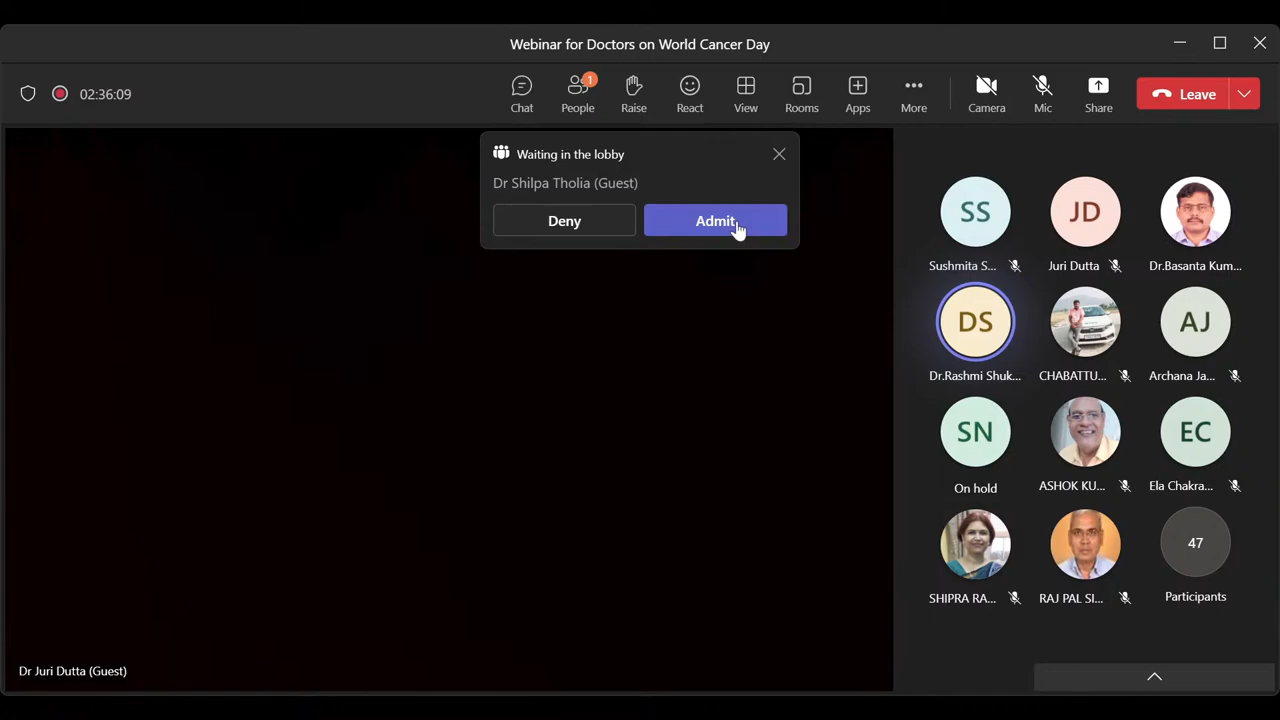 Webinar for Doctors on World Cancer Day
02:36:09
Chat
People
1
Raise
React
View
Rooms
Apps
More
Camera
Mic
Share
Leave
Waiting in the lobby
Dr Shilpa Tholia (Guest)
Deny
Admit
SS
JD
Sushmita S...
Juri Dutta
Dr.Basanta Kum...
DS
AJ
Dr.Rashmi Shuk...
CHABATTU...
Archana Ja...
SN
EC
On hold
ASHOK KU...
Ela Chakra...
47
SHIPRA RA...
RAJ PAL SI...
Participants
Dr Juri Dutta (Guest)